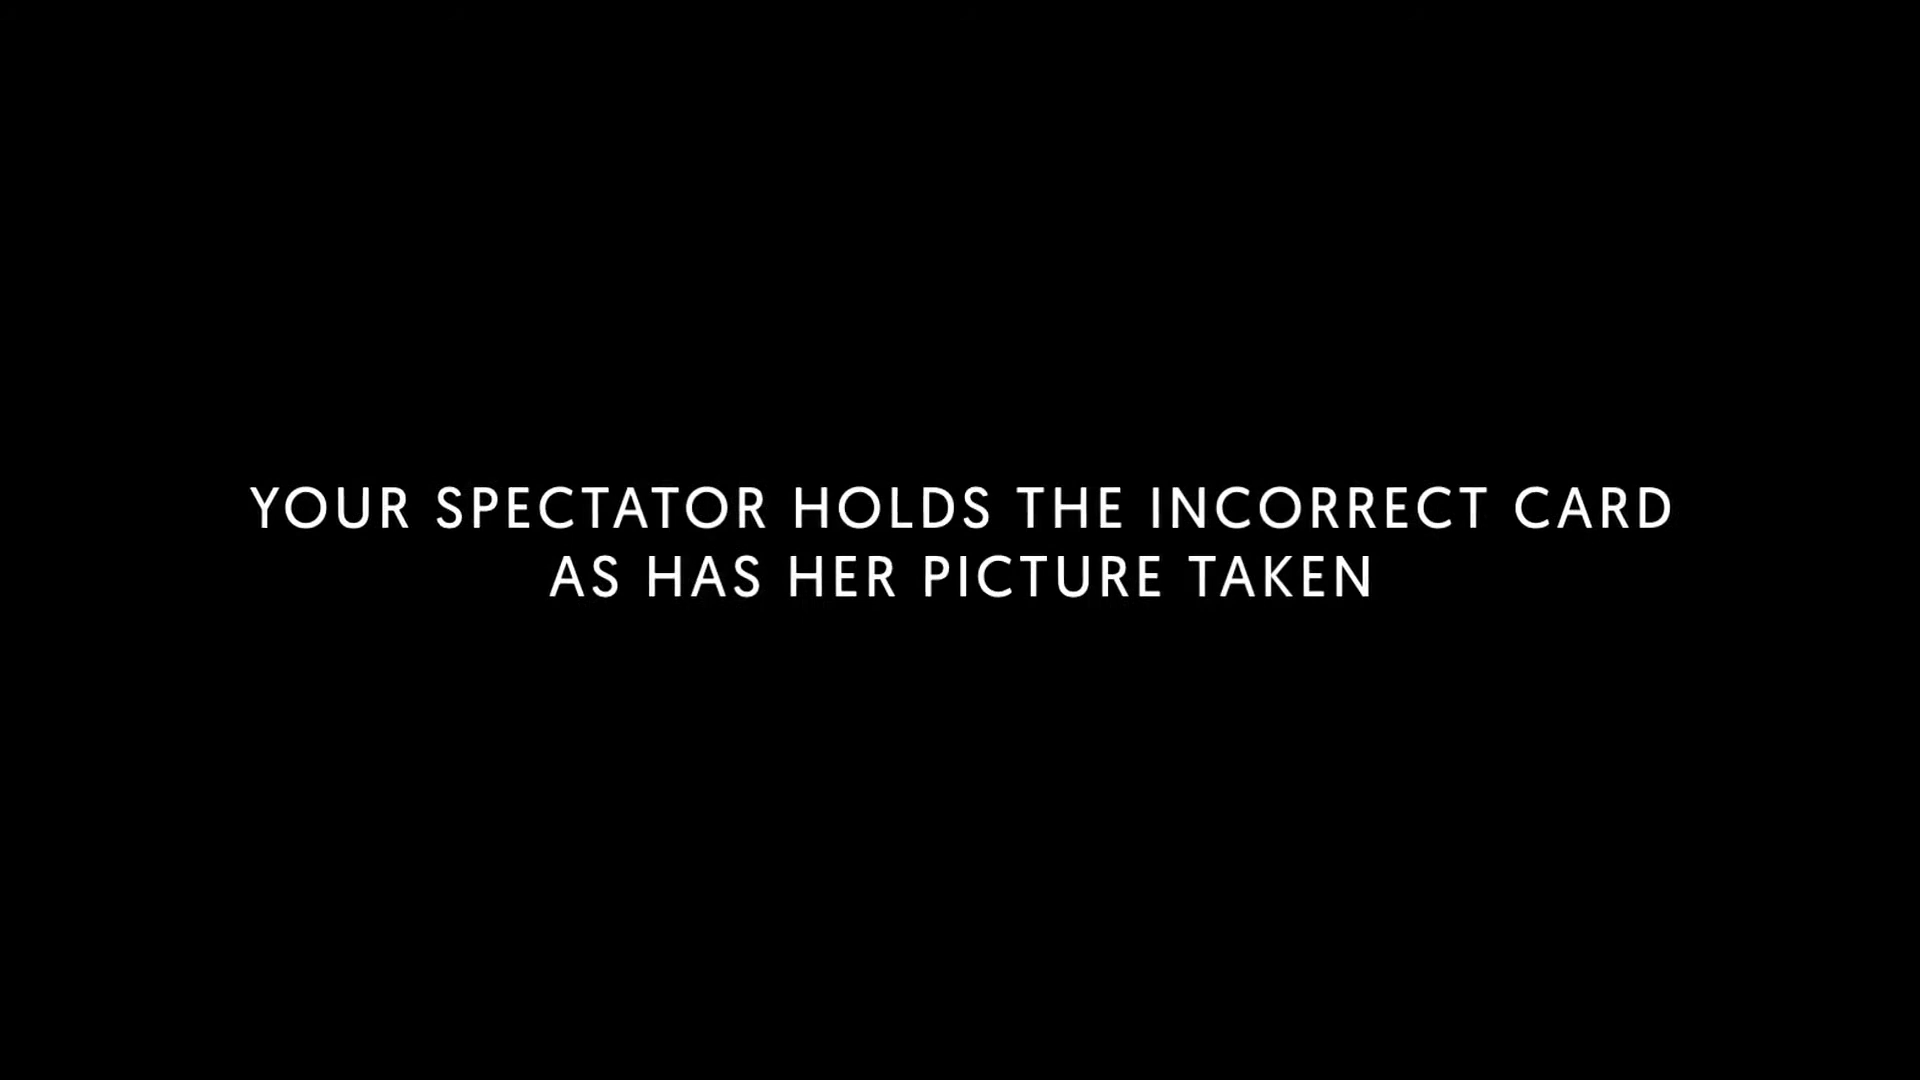 YOUR SPECTATOR HOLDS THE INCORRECT CARD
AS HAS HER PICTURE TAKEN